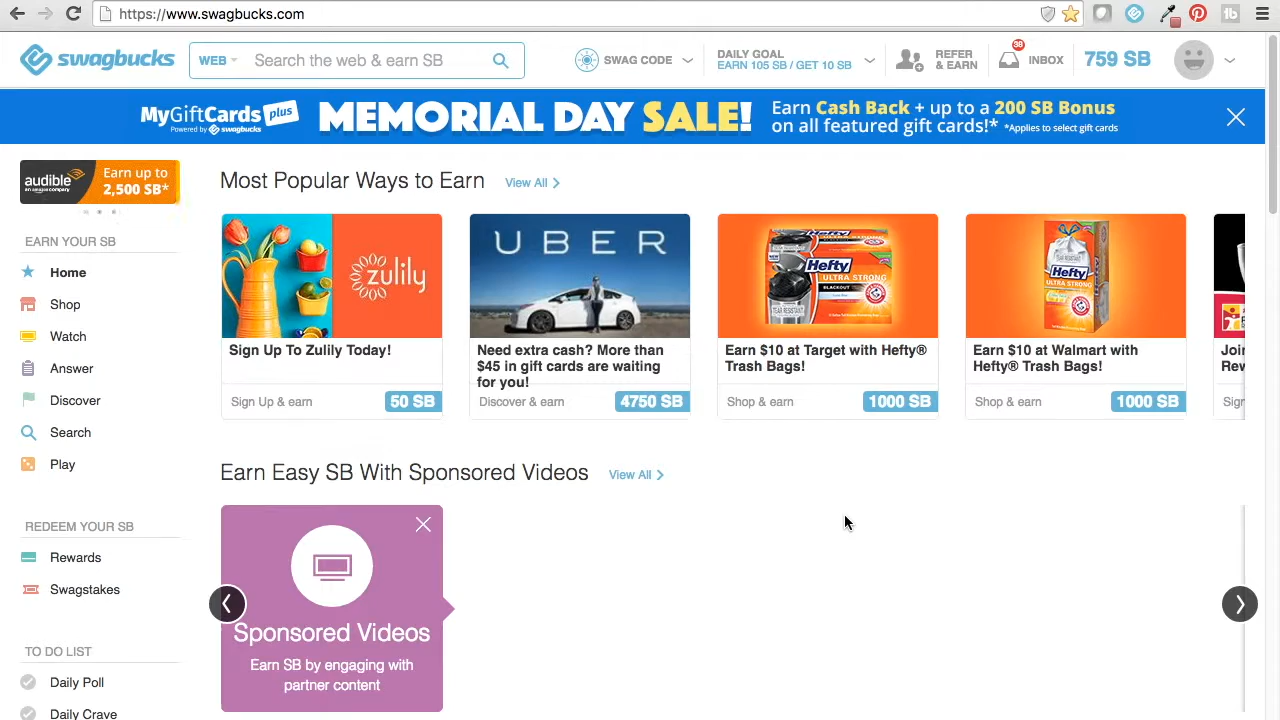 https://www.swagbucks.com
swagbucks
WEB
Search the web & earn SB
SWAG CODE
DAILY GOAL
EARN 105 SB / GET 10 SB
REFER
& EARN
38
INBOX
759 SB
MyGiftCards plus
Powered by swagbucks
MEMORIAL DAY SALE!
Earn Cash Back + up to a 200 SB Bonus
on all featured gift cards!* *Applies to select gift cards
audible
an amazon company
Earn up to
2,500 SB*
EARN YOUR SB
Home
Shop
Watch
Answer
Discover
Search
Play
REDEEM YOUR SB
Rewards
Swagstakes
TO DO LIST
Daily Poll
Daily Crave
Most Popular Ways to Earn
View All
zulily
Sign Up To Zulily Today!
Sign Up & earn
50 SB
UBER
Need extra cash? More than
$45 in gift cards are waiting
for you!
Discover & earn
4750 SB
Hefty
ULTRA STRONG
BLACKOUT
Earn $10 at Target with Hefty®
Trash Bags!
Shop & earn
1000 SB
Hefty
ULTRA STRONG
Earn $10 at Walmart with
Hefty® Trash Bags!
Shop & earn
1000 SB
Join
Rew
Sign
Earn Easy SB With Sponsored Videos
View All
Sponsored Videos
Earn SB by engaging with
partner content